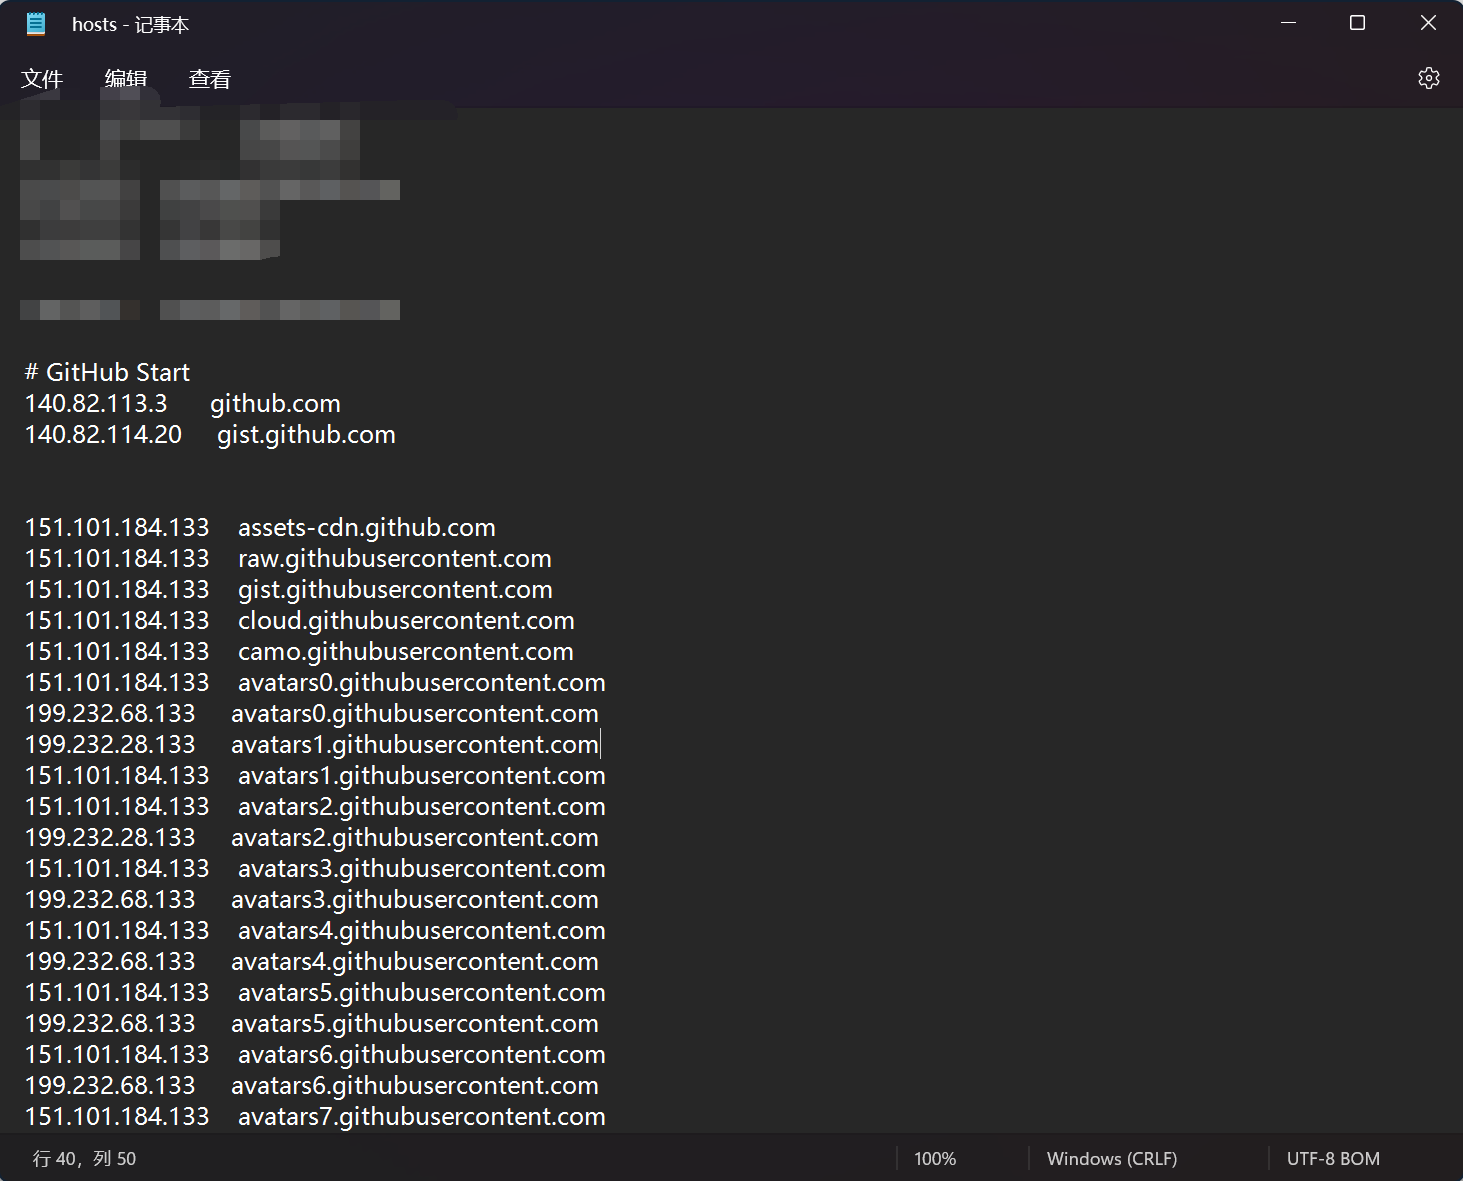 hosts - 记事本
文件 编辑 查看
# GitHub Start
140.82.113.3 github.com
140.82.114.20 gist.github.com
151.101.184.133 assets-cdn.github.com
151.101.184.133 raw.githubusercontent.com
151.101.184.133 gist.githubusercontent.com
151.101.184.133 cloud.githubusercontent.com
151.101.184.133 camo.githubusercontent.com
151.101.184.133 avatars0.githubusercontent.com
199.232.68.133 avatars0.githubusercontent.com
199.232.28.133 avatars1.githubusercontent.com
151.101.184.133 avatars1.githubusercontent.com
151.101.184.133 avatars2.githubusercontent.com
199.232.28.133 avatars2.githubusercontent.com
151.101.184.133 avatars3.githubusercontent.com
199.232.68.133 avatars3.githubusercontent.com
151.101.184.133 avatars4.githubusercontent.com
199.232.68.133 avatars4.githubusercontent.com
151.101.184.133 avatars5.githubusercontent.com
199.232.68.133 avatars5.githubusercontent.com
151.101.184.133 avatars6.githubusercontent.com
199.232.68.133 avatars6.githubusercontent.com
151.101.184.133 avatars7.githubusercontent.com
行 40，列 50 100% Windows (CRLF) UTF-8 BOM